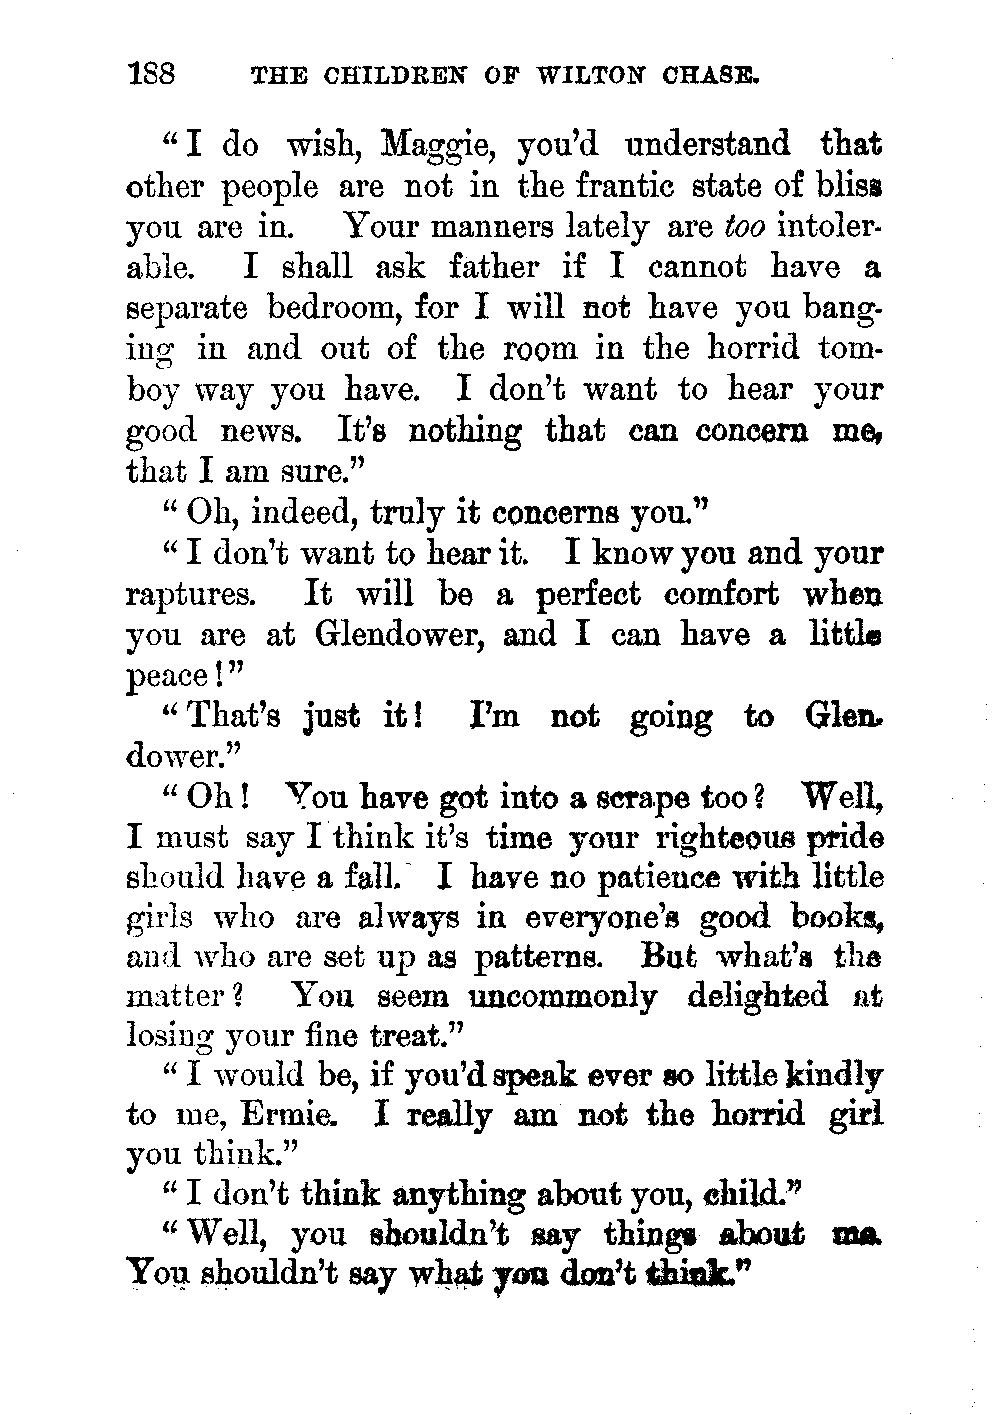 188 THE CHILDREN OF WILTON CHASE.
“I do wish, Maggie, you’d understand that
other people are not in the frantic state of bliss
you are in. Your manners lately are too intoler-
able. I shall ask father if I cannot have a
separate bedroom, for I will not have you bang-
ing in and out of the room in the horrid tom-
boy way you have. I don’t want to hear your
good news. It’s nothing that can concern me,
that I am sure.”
“Oh, indeed, truly it concerns you.”
“I don’t want to hear it. I know you and your
raptures. It will be a perfect comfort when
you are at Glendower, and I can have a little
peace!”
“That’s just it! I’m not going to Glen-
dower.”
“Oh! You have got into a scrape too? Well,
I must say I think it’s time your righteous pride
should have a fall. I have no patience with little
girls who are always in everyone’s good books,
and who are set up as patterns. But what’s the
matter? You seem uncommonly delighted at
losing your fine treat.”
“I would be, if you’d speak ever so little kindly
to me, Ermie. I really am not the horrid girl
you think.”
“I don’t think anything about you, child.”
“Well, you shouldn’t say things about me.
You shouldn’t say what you don’t think.”